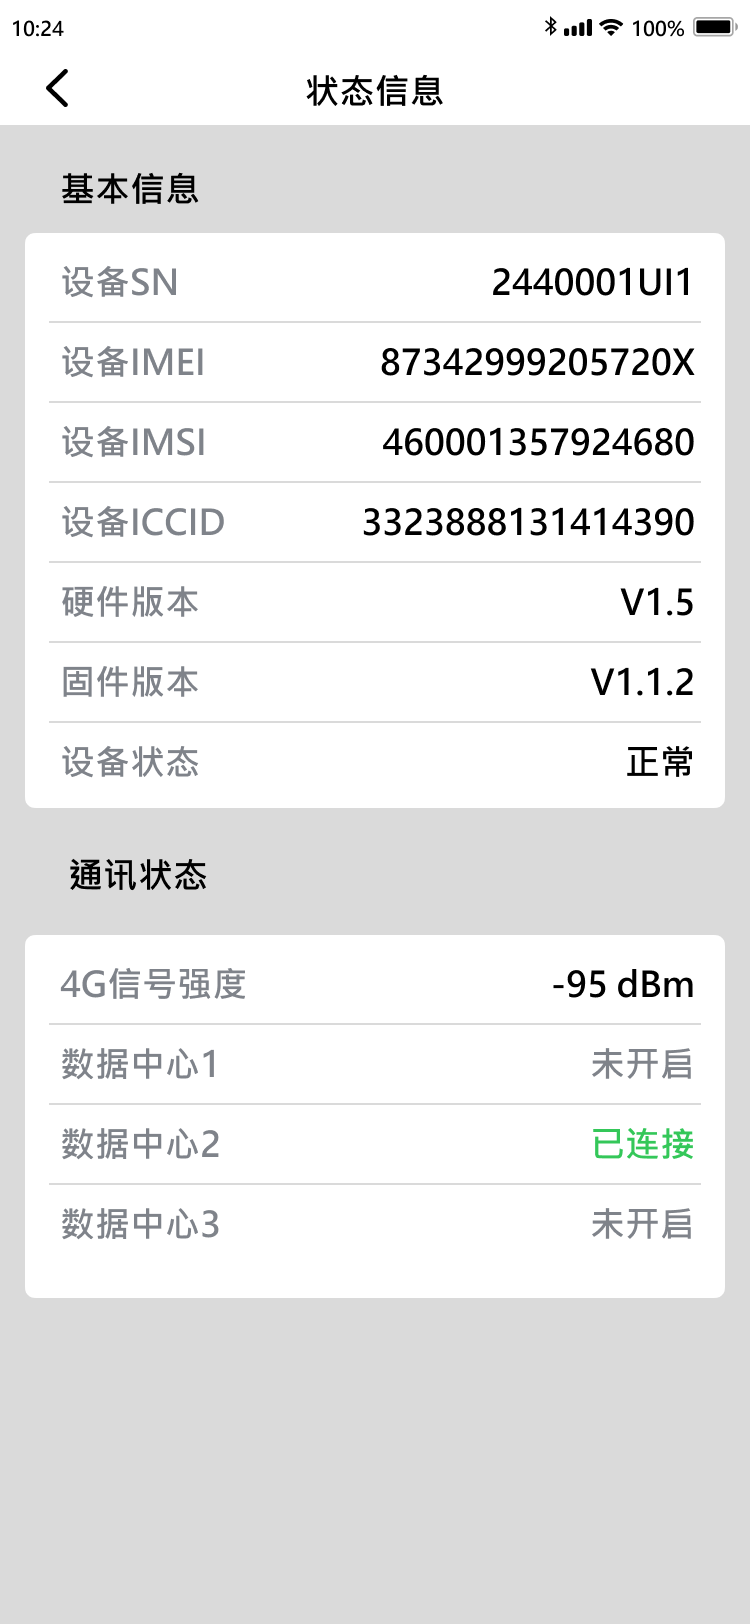 10:24 100%
状态信息
基本信息
设备SN 2440001UI1
设备IMEI 87342999205720X
设备IMSI 460001357924680
设备ICCID 3323888131414390
硬件版本 V1.5
固件版本 V1.1.2
设备状态 正常
通讯状态
4G信号强度 -95 dBm
数据中心1 未开启
数据中心2 已连接
数据中心3 未开启